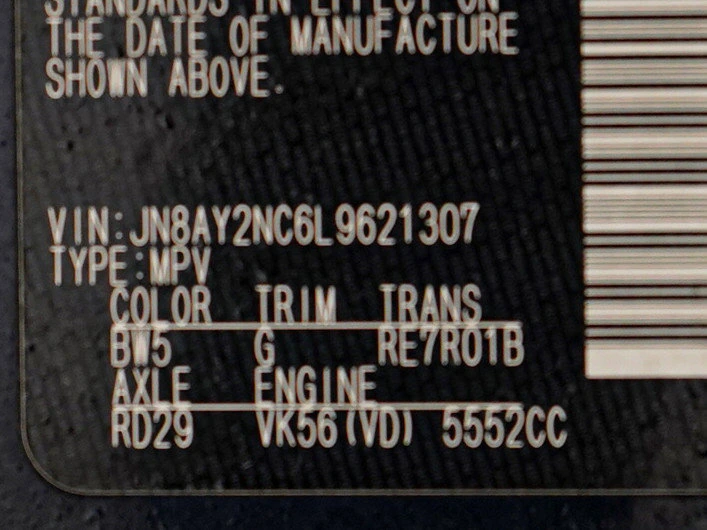 STANDARDS IN EFFECT ON
THE DATE OF MANUFACTURE
SHOWN ABOVE.
VIN:JN8AY2NC6L9621307
TYPE:MPV
COLOR TRIM TRANS
BW5 G RE7R01B
AXLE ENGINE
RD29 VK56(VD) 5552CC